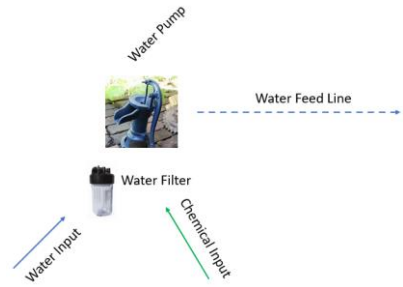 Water Pump
Water Feed Line
Water Filter
Water Input
Chemical Input